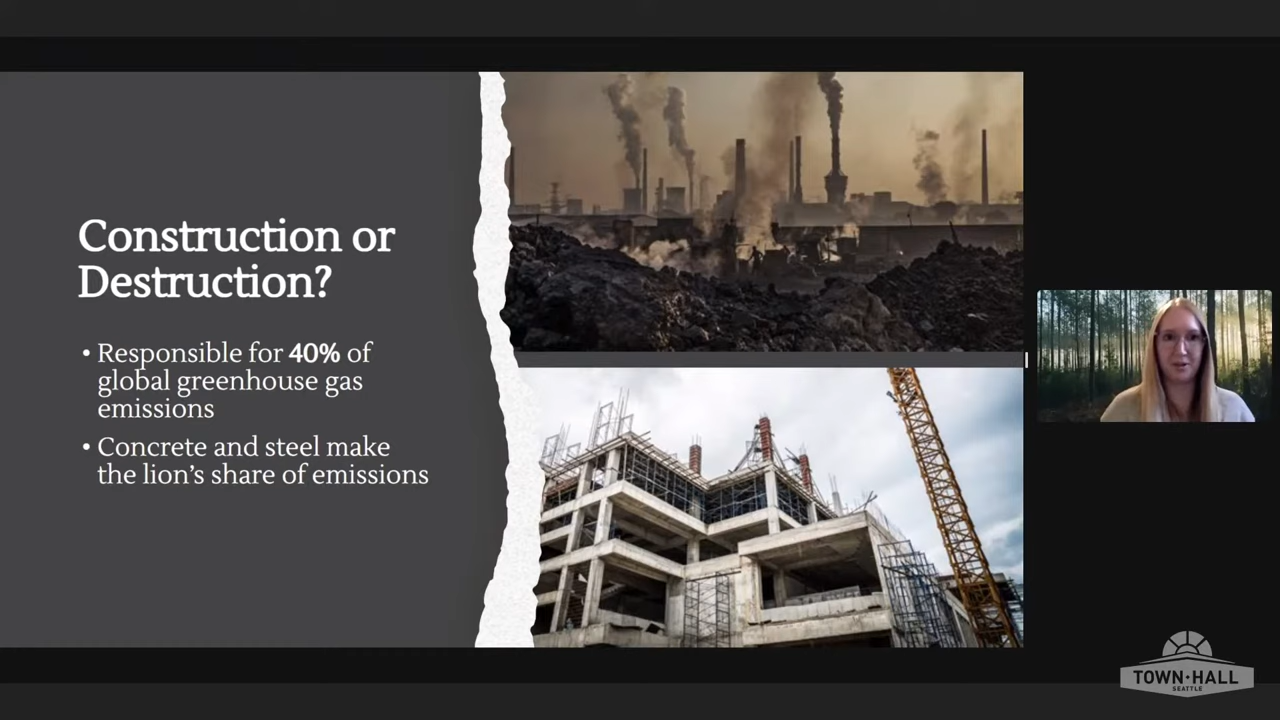 Construction or
Destruction?
• Responsible for 40% of
global greenhouse gas
emissions
• Concrete and steel make
the lion’s share of emissions
TOWN·HALL
SEATTLE